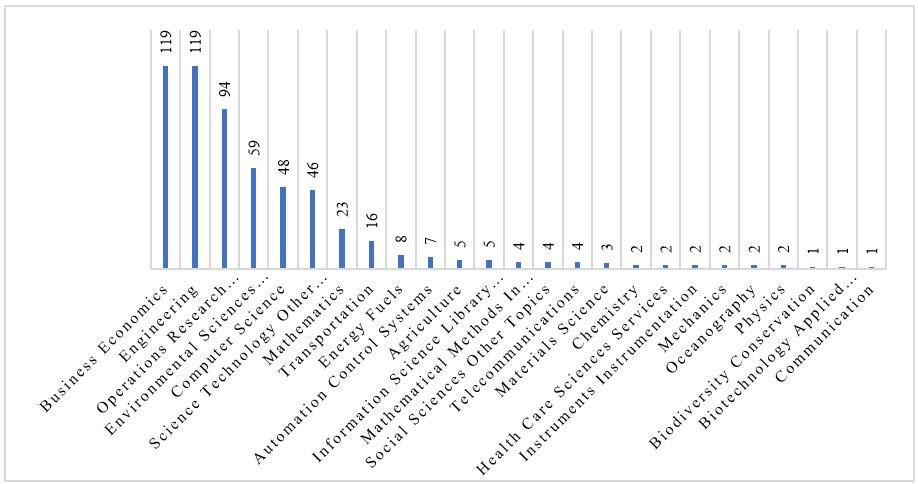 119
119
94
59
48
46
23
16
8
7
5
5
4
4
4
3
2
2
2
2
2
2
1
1
1
Business Economics
Engineering
Operations Research…
Environmental Sciences…
Computer Science
Science Technology Other…
Mathematics
Transportation
Energy Fuels
Automation Control Systems
Agriculture
Information Science Library…
Mathematical Methods In…
Social Sciences Other Topics
Telecommunications
Materials Science
Chemistry
Health Care Sciences Services
Instruments Instrumentation
Mechanics
Oceanography
Physics
Biodiversity Conservation
Biotechnology Applied…
Communication